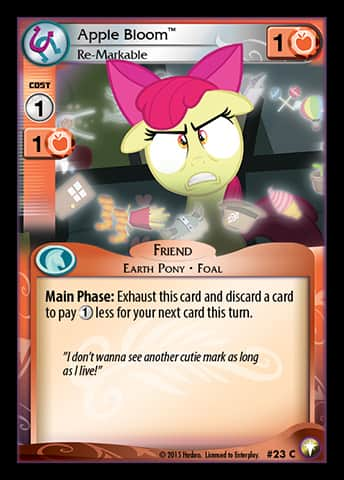 Apple Bloom™
Re-Markable
1
COST
1
1
FRIEND
EARTH PONY • FOAL
Main Phase: Exhaust this card and discard a card
to pay 1 less for your next card this turn.
"I don't wanna see another cutie mark as long
as I live!"
© 2015 Hasbro. Licensed to Enterplay. #23 C